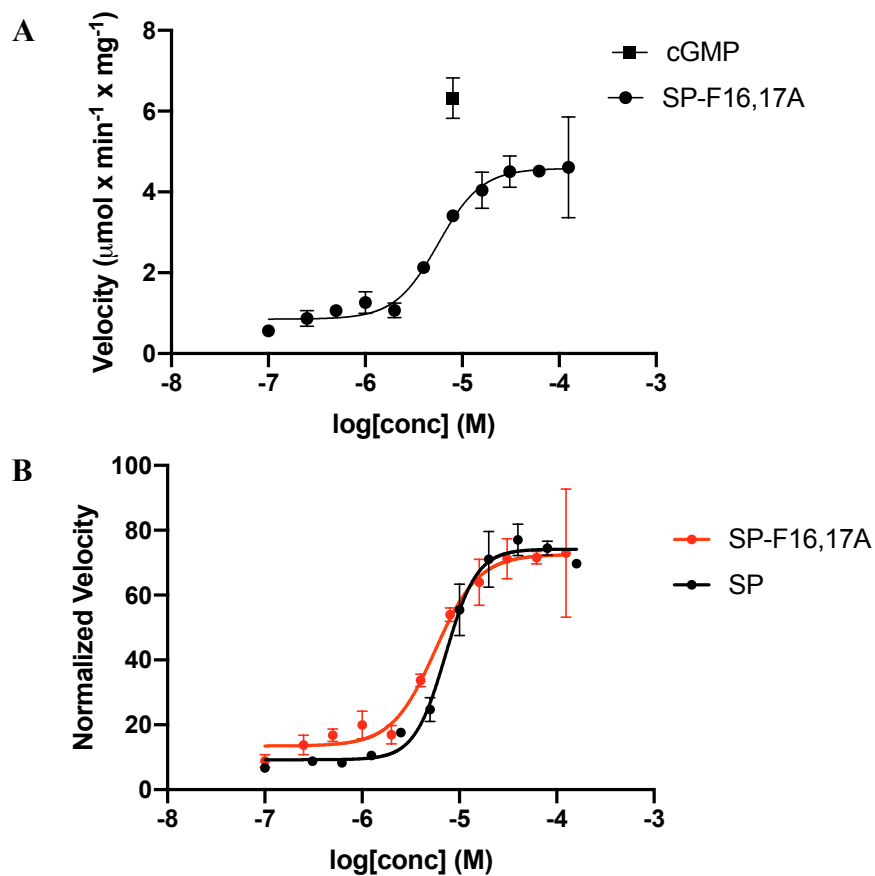 A
Velocity (µmol x min⁻¹ x mg⁻¹)
8
6
4
2
0
-8 -7 -6 -5 -4 -3
log[conc] (M)
cGMP
SP-F16,17A
B
Normalized Velocity
100
80
60
40
20
0
-8 -7 -6 -5 -4 -3
log[conc] (M)
SP-F16,17A
SP